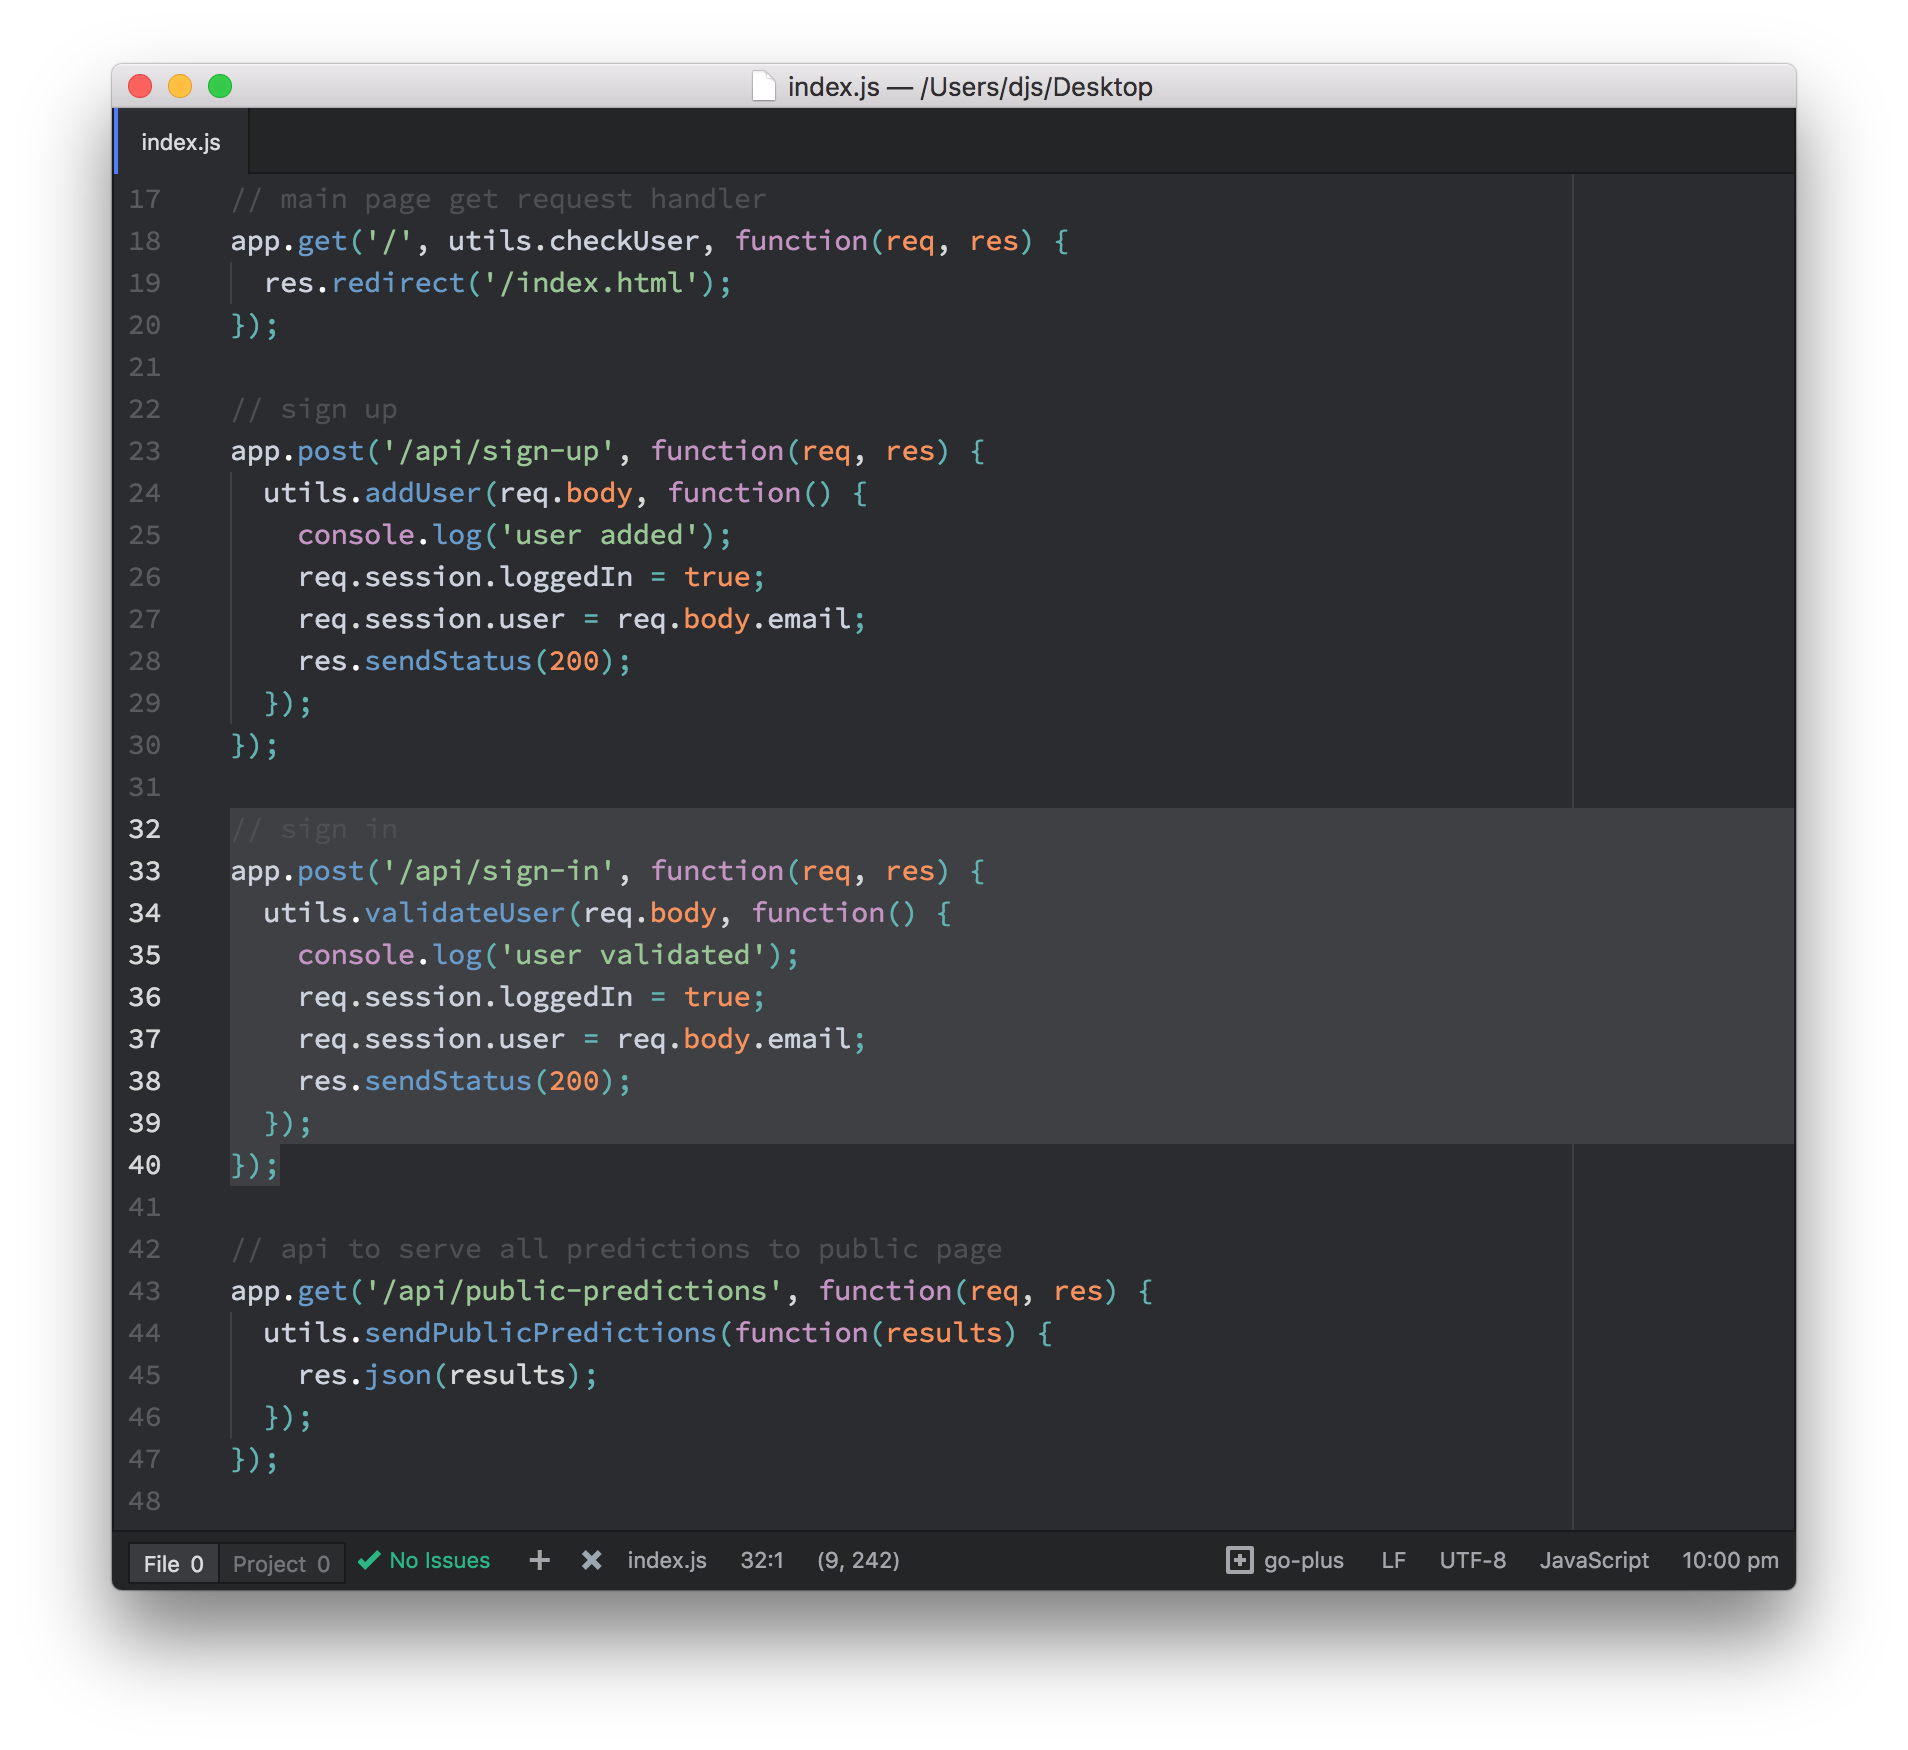 index.js — /Users/djs/Desktop
index.js
17 // main page get request handler
18 app.get('/', utils.checkUser, function(req, res) {
19   res.redirect('/index.html');
20 });
21
22 // sign up
23 app.post('/api/sign-up', function(req, res) {
24   utils.addUser(req.body, function() {
25     console.log('user added');
26     req.session.loggedIn = true;
27     req.session.user = req.body.email;
28     res.sendStatus(200);
29   });
30 });
31
32 // sign in
33 app.post('/api/sign-in', function(req, res) {
34   utils.validateUser(req.body, function() {
35     console.log('user validated');
36     req.session.loggedIn = true;
37     req.session.user = req.body.email;
38     res.sendStatus(200);
39   });
40 });
41
42 // api to serve all predictions to public page
43 app.get('/api/public-predictions', function(req, res) {
44   utils.sendPublicPredictions(function(results) {
45     res.json(results);
46   });
47 });
48
File 0 Project 0 No Issues index.js 32:1 (9, 242) go-plus LF UTF-8 JavaScript 10:00 pm